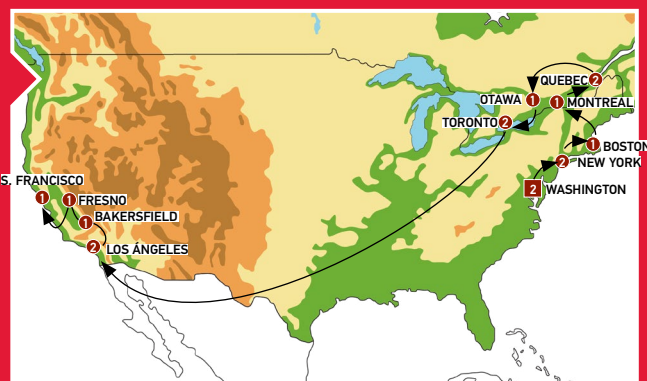 QUEBEC 2
OTAWA 1
1 MONTREAL
TORONTO 2
1 BOSTON
2 NEW YORK
2 WASHINGTON
S. FRANCISCO
1
1 FRESNO
1 BAKERSFIELD
2 LOS ÁNGELES